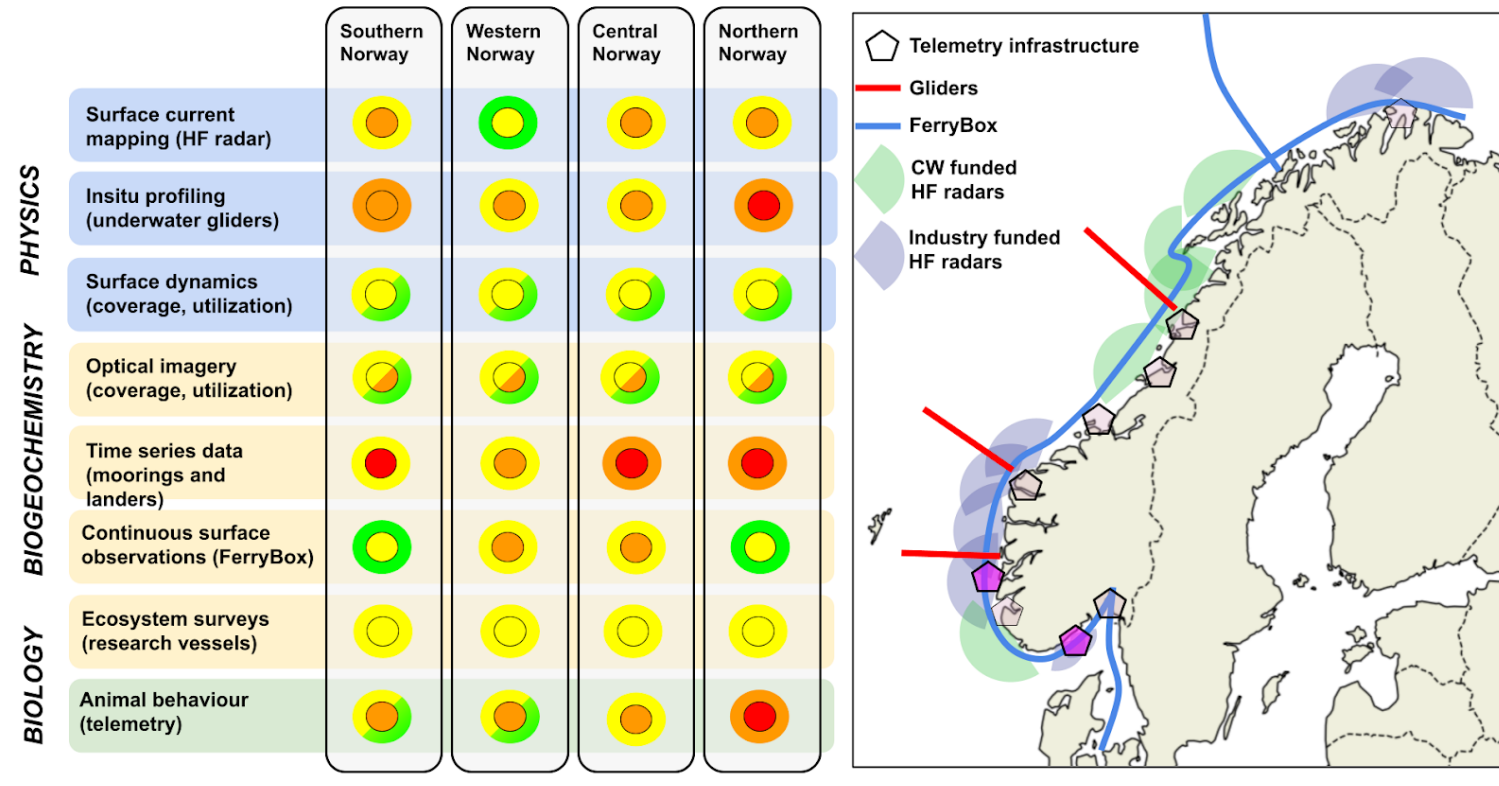 Southern
Norway
Western
Norway
Central
Norway
Northern
Norway
PHYSICS
Surface current
mapping (HF radar)
Insitu profiling
(underwater gliders)
Surface dynamics
(coverage, utilization)
BIOGEOCHEMISTRY
Optical imagery
(coverage, utilization)
Time series data
(moorings and
landers)
Continuous surface
observations (FerryBox)
Ecosystem surveys
(research vessels)
BIOLOGY
Animal behaviour
(telemetry)
Telemetry infrastructure
Gliders
FerryBox
CW funded
HF radars
Industry funded
HF radars